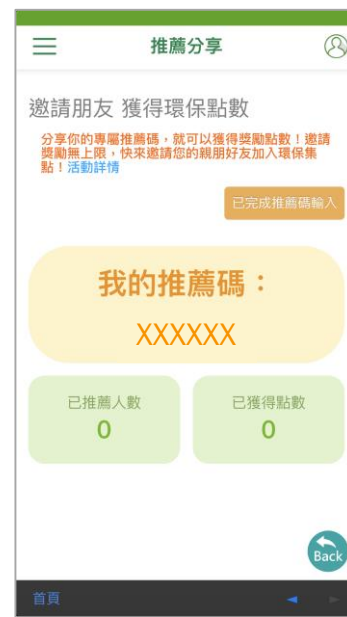 推薦分享
邀請朋友 獲得環保點數
分享你的專屬推薦碼，就可以獲得獎勵點數！邀請
獎勵無上限，快來邀請您的親朋好友加入環保集
點！活動詳情
已完成推薦碼輸入
我的推薦碼：
XXXXXX
已推薦人數
0
已獲得點數
0
Back
首頁